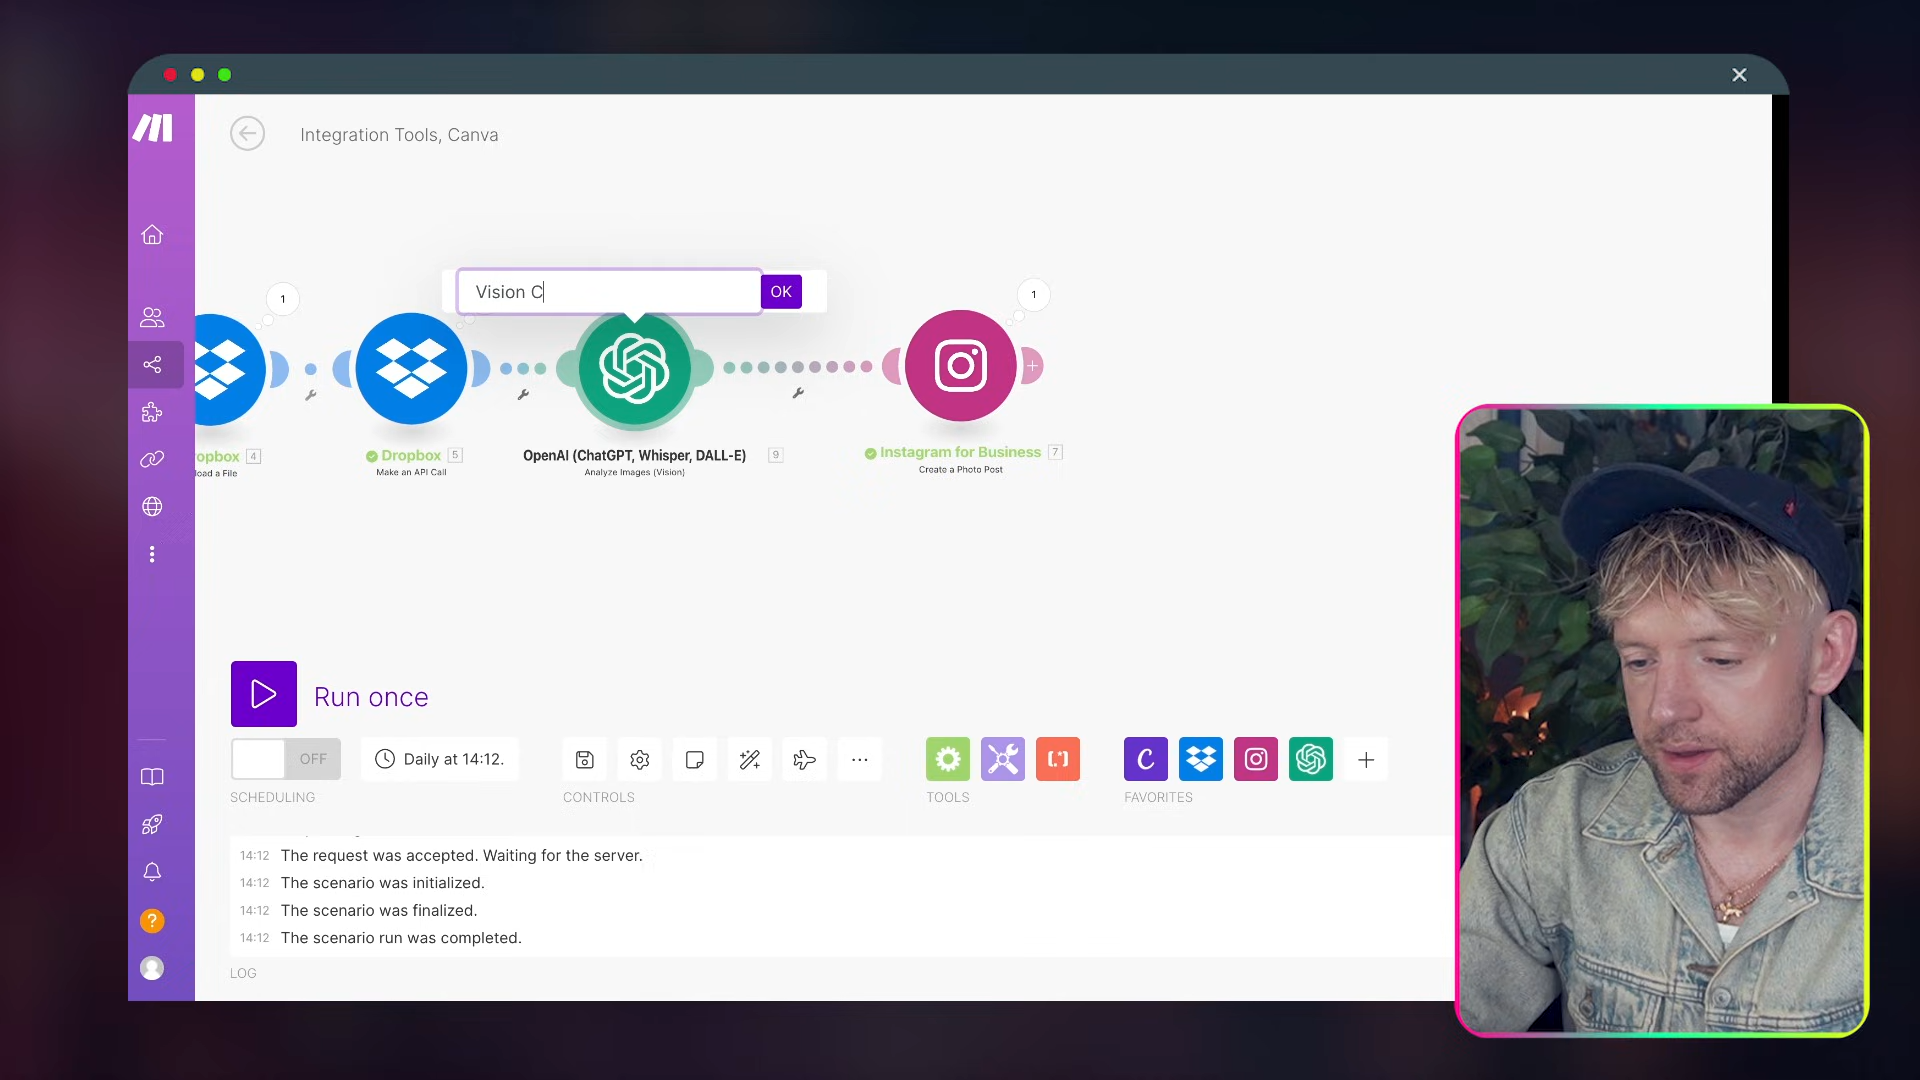 Integration Tools, Canva
Vision C
OK
1
1
opbox 4
load a File
Dropbox 5
Make an API Call
OpenAI (ChatGPT, Whisper, DALL-E) 9
Analyze Images (Vision)
Instagram for Business 7
Create a Photo Post
Run once
OFF
Daily at 14:12.
SCHEDULING
CONTROLS
TOOLS
FAVORITES
14:12 The request was accepted. Waiting for the server.
14:12 The scenario was initialized.
14:12 The scenario was finalized.
14:12 The scenario run was completed.
LOG